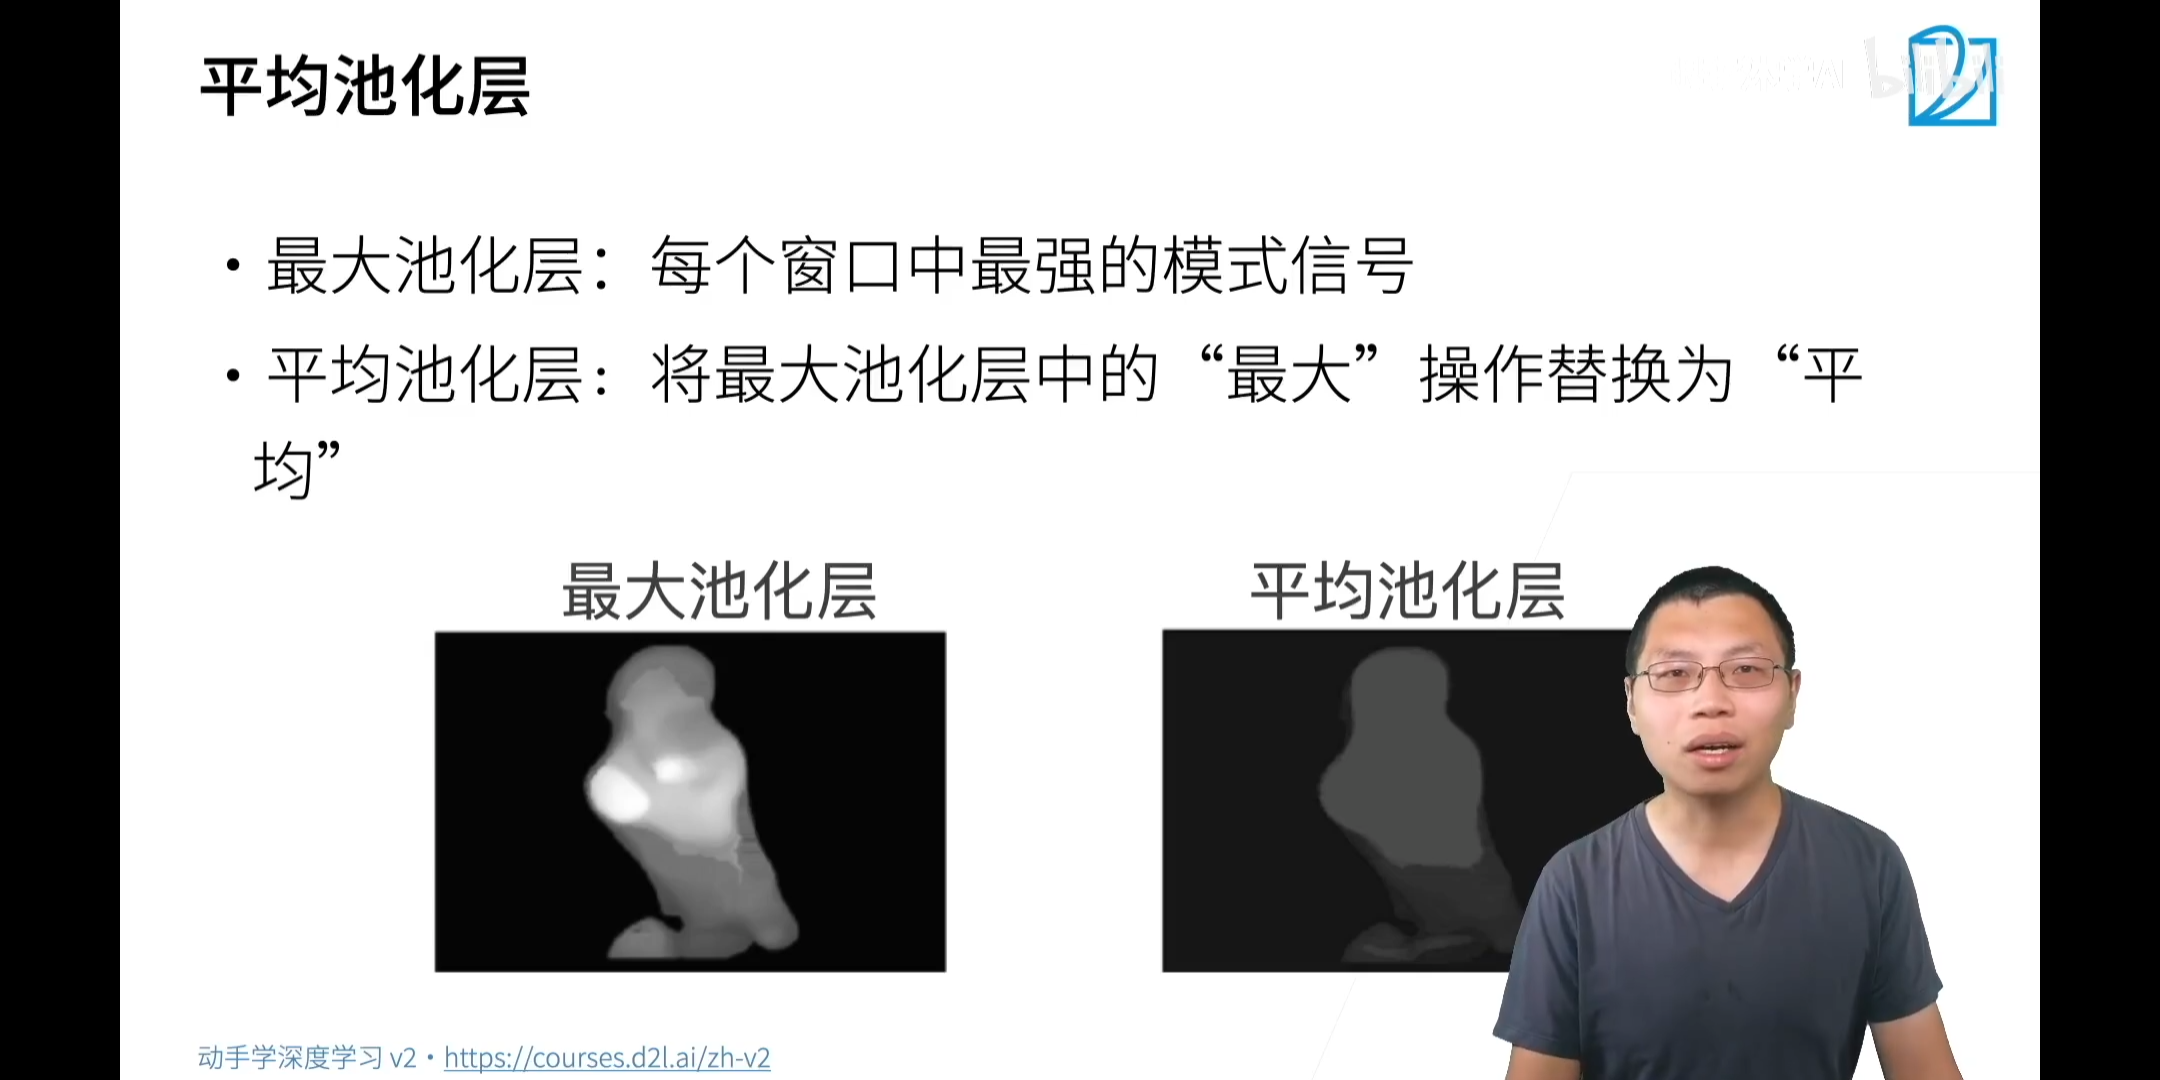 平均池化层
• 最大池化层：每个窗口中最强的模式信号
• 平均池化层：将最大池化层中的“最大”操作替换为“平
均”
最大池化层
平均池化层
动手学深度学习 v2 • https://courses.d2l.ai/zh-v2